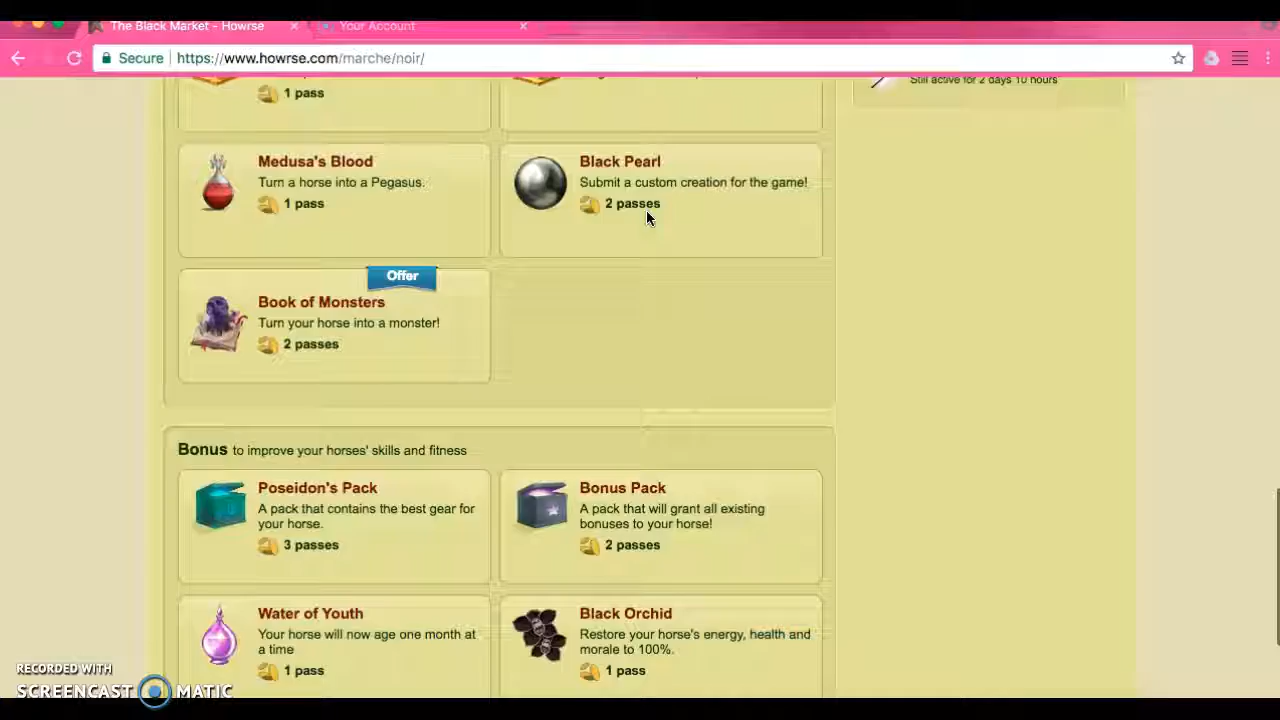 The Black Market - Howrse
Your Account
Secure
https://www.howrse.com/marche/noir/
Still active for 2 days 10 hours
1 pass
Medusa's Blood
Turn a horse into a Pegasus.
1 pass
Black Pearl
Submit a custom creation for the game!
2 passes
Offer
Book of Monsters
Turn your horse into a monster!
2 passes
Bonus to improve your horses' skills and fitness
Poseidon's Pack
A pack that contains the best gear for
your horse.
3 passes
Bonus Pack
A pack that will grant all existing
bonuses to your horse!
2 passes
Water of Youth
Your horse will now age one month at
a time
1 pass
Black Orchid
Restore your horse's energy, health and
morale to 100%.
1 pass
RECORDED WITH
SCREENCAST MATIC